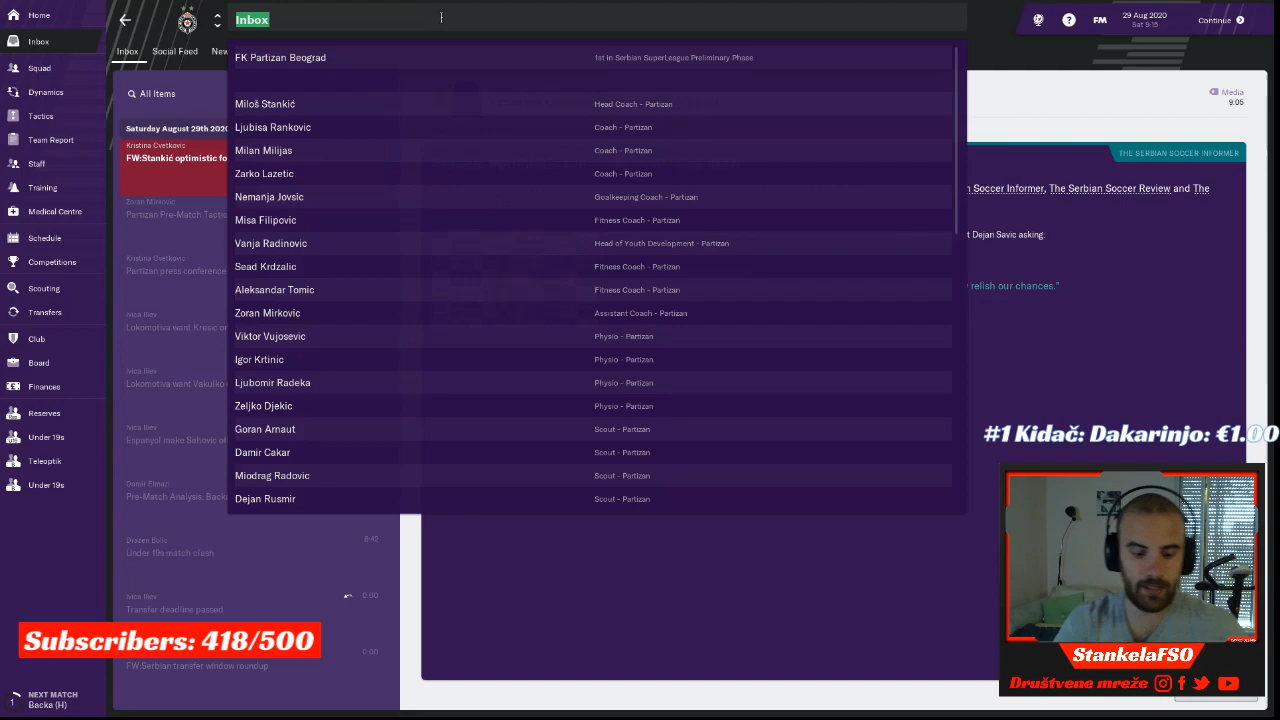 Home
Inbox
Squad
Dynamics
Tactics
Team Report
Staff
Training
Medical Centre
Schedule
Competitions
Scouting
Transfers
Club
Board
Finances
Reserves
Under 19s
Teleoptik
Under 19s
NEXT MATCH
Backa (H)
Inbox
29 Aug 2020
Sat 9:15
Continue
FM
Inbox Social Feed
All Items
Saturday August 29th 2020
Kristina Cvetkovic
FW:Stankić optimistic fo
Zoran Mirkovic
Partizan Pre-Match Tactic
Kristina Cvetkovic
Partizan press conference
Ivica Iliev
Lokomotiva want Kresic on
Ivica Iliev
Lokomotiva want Vakulko
Ivica Iliev
Espanyol make Sehovic of
Demir Elmazi
Pre-Match Analysis: Backa
Drazen Bolic 8:42
Under 19s match clash
Ivica Iliev 0:00
Transfer deadline passed
0:00
FW:Serbian transfer window roundup
FK Partizan Beograd 1st in Serbian SuperLeague Preliminary Phase
Miloš Stankić Head Coach - Partizan
Ljubisa Rankovic Coach - Partizan
Milan Milijas Coach - Partizan
Zarko Lazetic Coach - Partizan
Nemanja Jovsic Goalkeeping Coach - Partizan
Misa Filipovic Fitness Coach - Partizan
Vanja Radinovic Head of Youth Development - Partizan
Sead Krdzalic Fitness Coach - Partizan
Aleksandar Tomic Fitness Coach - Partizan
Zoran Mirkovic Assistant Coach - Partizan
Viktor Vujosevic Physio - Partizan
Igor Krtinic Physio - Partizan
Ljubomir Radeka Physio - Partizan
Zeljko Djekic Physio - Partizan
Goran Arnaut Scout - Partizan
Damir Cakar Scout - Partizan
Miodrag Radovic Scout - Partizan
Dejan Rusmir Scout - Partizan
Media
9:05
THE SERBIAN SOCCER INFORMER
n Soccer Informer, The Serbian Soccer Review and The
t Dejan Savic asking:
relish our chances."
#1 Kidač: Dakarinjo: €1.00
Subscribers: 418/500
StankelaFSO
Društvene mreže